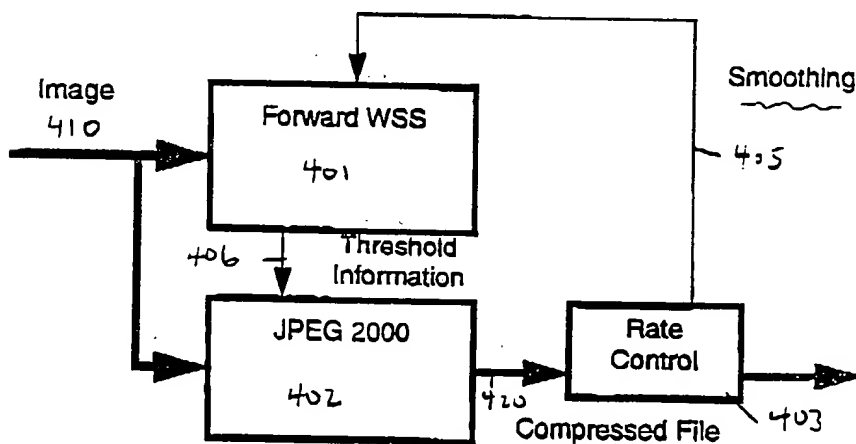 Image
410
Forward WSS
401
Smoothing
405
406
Threshold
Information
JPEG 2000
402
420
Rate
Control
403
Compressed File